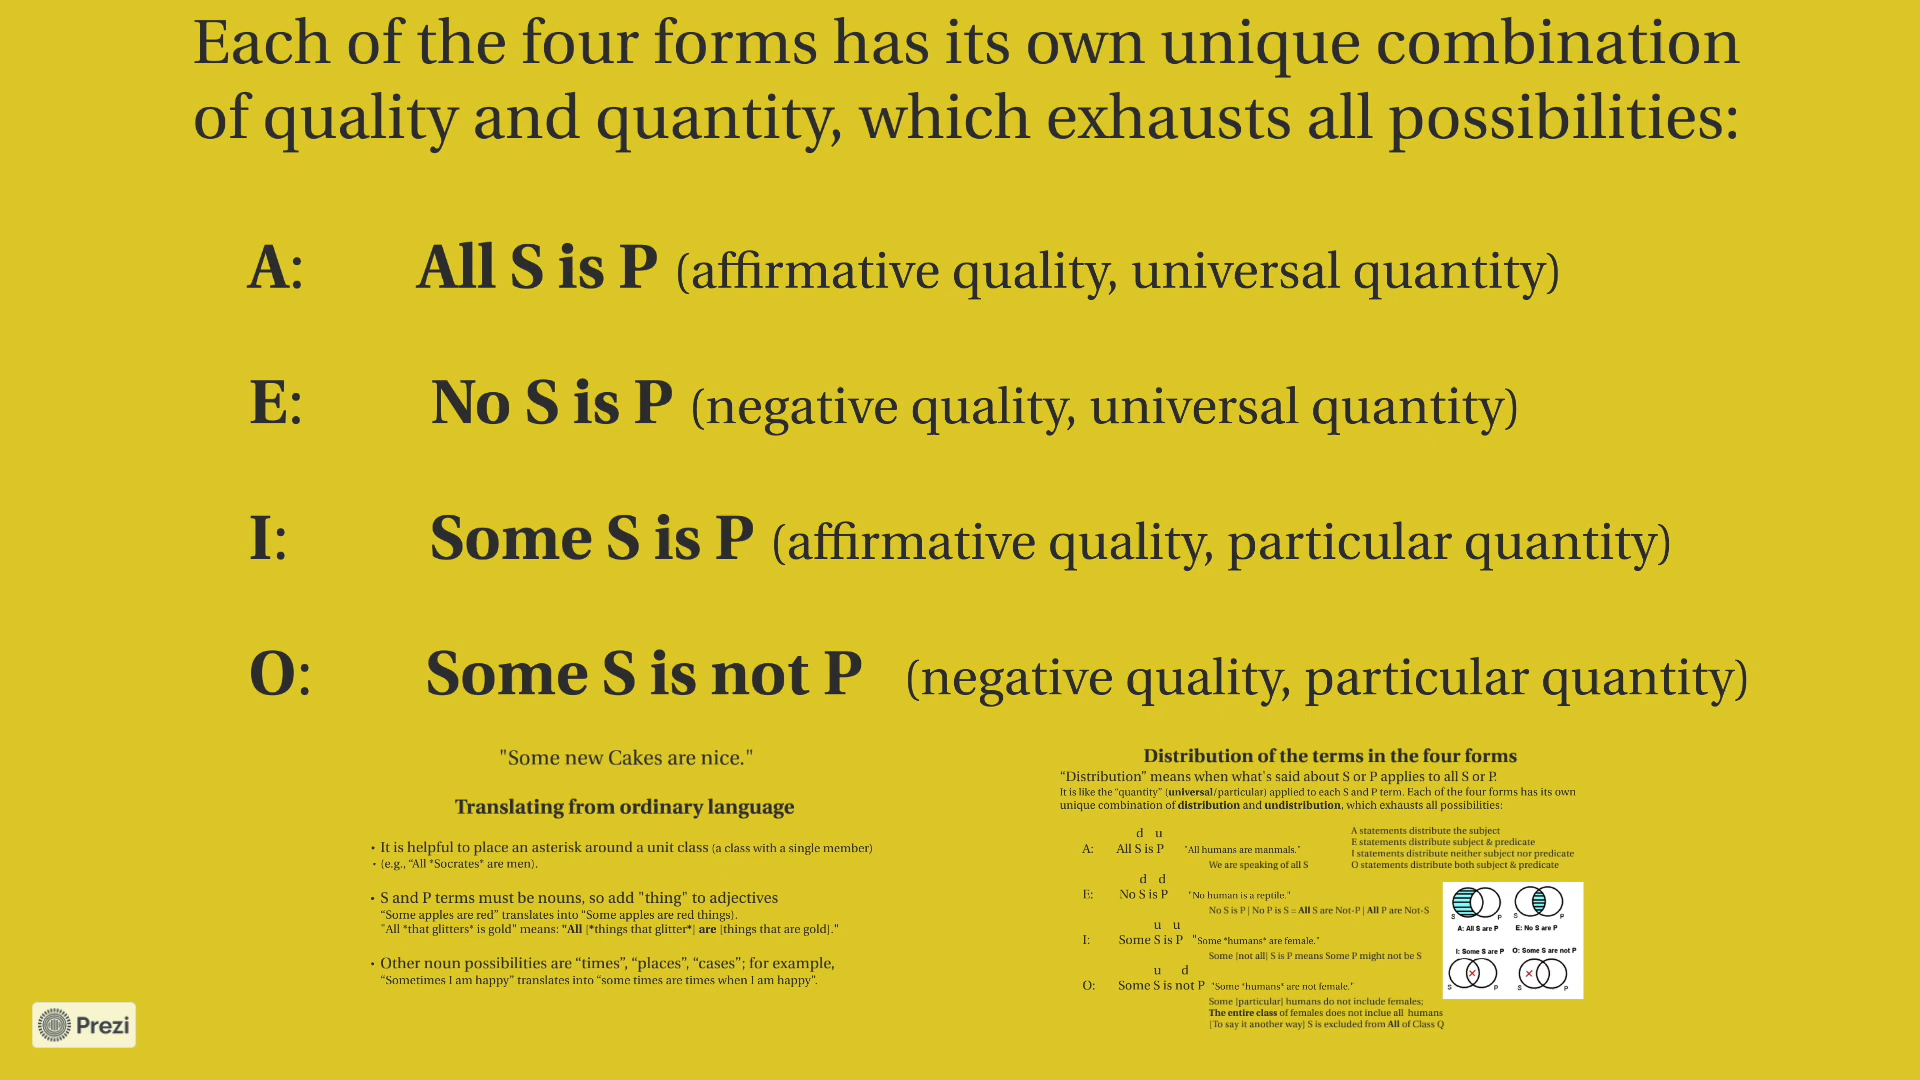 Each of the four forms has its own unique combination
of quality and quantity, which exhausts all possibilities:
A: All S is P (affirmative quality, universal quantity)
E: No S is P (negative quality, universal quantity)
I: Some S is P (affirmative quality, particular quantity)
O: Some S is not P (negative quality, particular quantity)
"Some new Cakes are nice."
Translating from ordinary language
• It is helpful to place an asterisk around a unit class (a class with a single member)
• (e.g., “All *Socrates* are men).
• S and P terms must be nouns, so add "thing" to adjectives
“Some apples are red” translates into “Some apples are red things).
"All *that glitters* is gold" means: "All [*things that glitter*] are [things that are gold]."
• Other noun possibilities are “times”, “places”, “cases”; for example,
“Sometimes I am happy” translates into “some times are times when I am happy”.
Distribution of the terms in the four forms
“Distribution” means when what's said about S or P applies to all S or P.
It is like the “quantity” (universal/particular) applied to each S and P term. Each of the four forms has its own
unique combination of distribution and undistribution, which exhausts all possibilities:
d u
A: All S is P "All humans are manmals."
We are speaking of all S
A statements distribute the subject
E statements distribute subject & predicate
I statements distribute neither subject nor predicate
O statements distribute both subject & predicate
d d
E: No S is P "No human is a reptile."
No S is P | No P is S = All S are Not-P | All P are Not-S
u u
I: Some S is P "Some *humans* are female."
Some [not all] S is P means Some P might not be S
u d
O: Some S is not P "Some *humans* are not female."
Some [particular] humans do not include females;
The entire class of females does not inclue all humans
[To say it another way] S is excluded from All of Class Q
S P S P
A: All S are P E: No S are P
I: Some S are P O: Some S are not P
S P S P
Prezi